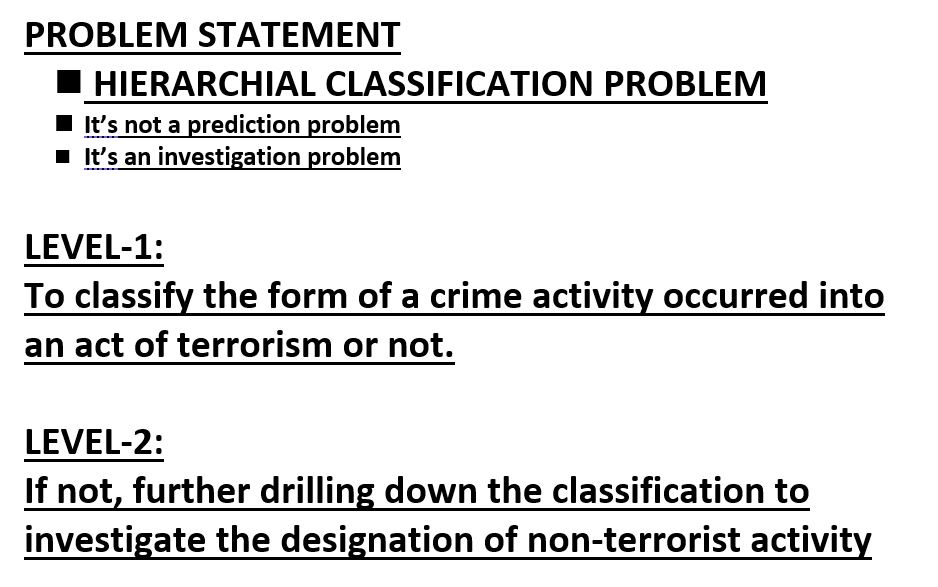 PROBLEM STATEMENT
■ HIERARCHIAL CLASSIFICATION PROBLEM
■ It’s not a prediction problem
■ It’s an investigation problem
LEVEL-1:
To classify the form of a crime activity occurred into
an act of terrorism or not.
LEVEL-2:
If not, further drilling down the classification to
investigate the designation of non-terrorist activity